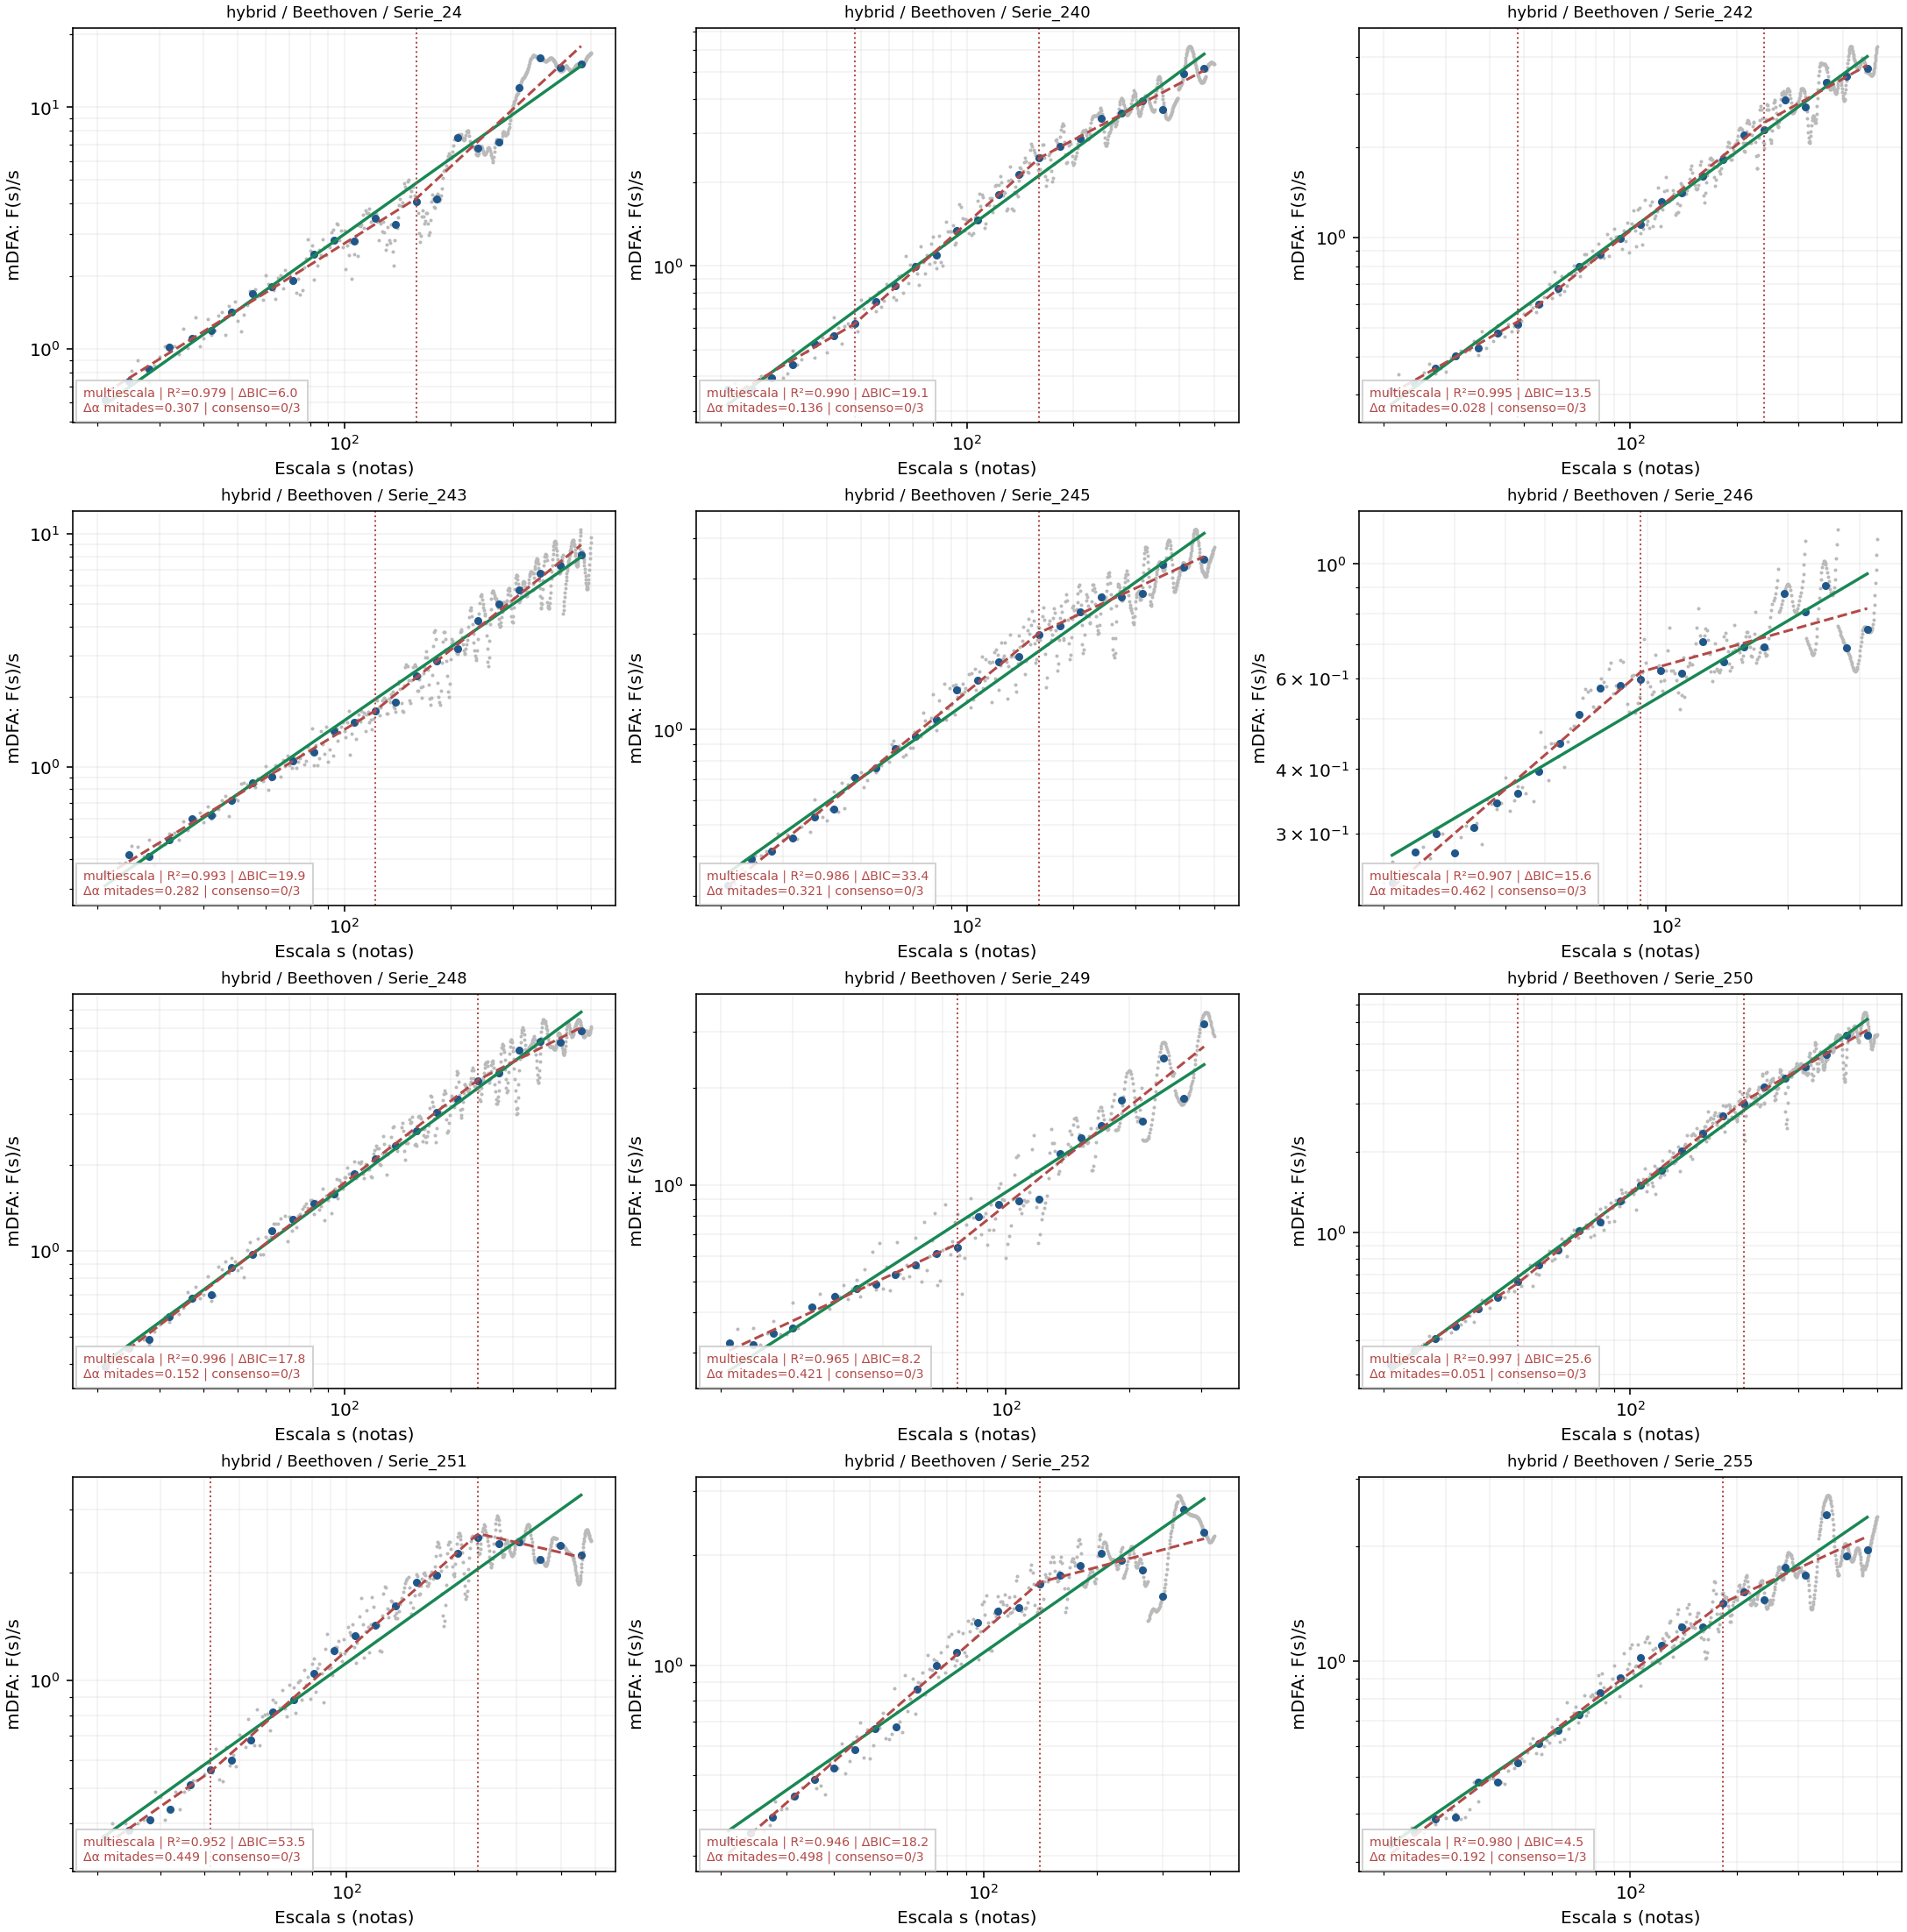 hybrid / Beethoven / Serie_24
10¹
10⁰
mDFA: F(s)/s
multiescala | R²=0.979 | ΔBIC=6.0
Δα mitades=0.307 | consenso=0/3
10²
Escala s (notas)
hybrid / Beethoven / Serie_240
10⁰
mDFA: F(s)/s
multiescala | R²=0.990 | ΔBIC=19.1
Δα mitades=0.136 | consenso=0/3
10²
Escala s (notas)
hybrid / Beethoven / Serie_242
10⁰
mDFA: F(s)/s
multiescala | R²=0.995 | ΔBIC=13.5
Δα mitades=0.028 | consenso=0/3
10²
Escala s (notas)
hybrid / Beethoven / Serie_243
10¹
10⁰
mDFA: F(s)/s
multiescala | R²=0.993 | ΔBIC=19.9
Δα mitades=0.282 | consenso=0/3
10²
Escala s (notas)
hybrid / Beethoven / Serie_245
10⁰
mDFA: F(s)/s
multiescala | R²=0.986 | ΔBIC=33.4
Δα mitades=0.321 | consenso=0/3
10²
Escala s (notas)
hybrid / Beethoven / Serie_246
10⁰
6 × 10⁻¹
4 × 10⁻¹
3 × 10⁻¹
mDFA: F(s)/s
multiescala | R²=0.907 | ΔBIC=15.6
Δα mitades=0.462 | consenso=0/3
10²
Escala s (notas)
hybrid / Beethoven / Serie_248
10⁰
mDFA: F(s)/s
multiescala | R²=0.996 | ΔBIC=17.8
Δα mitades=0.152 | consenso=0/3
10²
Escala s (notas)
hybrid / Beethoven / Serie_249
10⁰
mDFA: F(s)/s
multiescala | R²=0.965 | ΔBIC=8.2
Δα mitades=0.421 | consenso=0/3
10²
Escala s (notas)
hybrid / Beethoven / Serie_250
10⁰
mDFA: F(s)/s
multiescala | R²=0.997 | ΔBIC=25.6
Δα mitades=0.051 | consenso=0/3
10²
Escala s (notas)
hybrid / Beethoven / Serie_251
10⁰
mDFA: F(s)/s
multiescala | R²=0.952 | ΔBIC=53.5
Δα mitades=0.449 | consenso=0/3
10²
Escala s (notas)
hybrid / Beethoven / Serie_252
10⁰
mDFA: F(s)/s
multiescala | R²=0.946 | ΔBIC=18.2
Δα mitades=0.498 | consenso=0/3
10²
Escala s (notas)
hybrid / Beethoven / Serie_255
10⁰
mDFA: F(s)/s
multiescala | R²=0.980 | ΔBIC=4.5
Δα mitades=0.192 | consenso=1/3
10²
Escala s (notas)